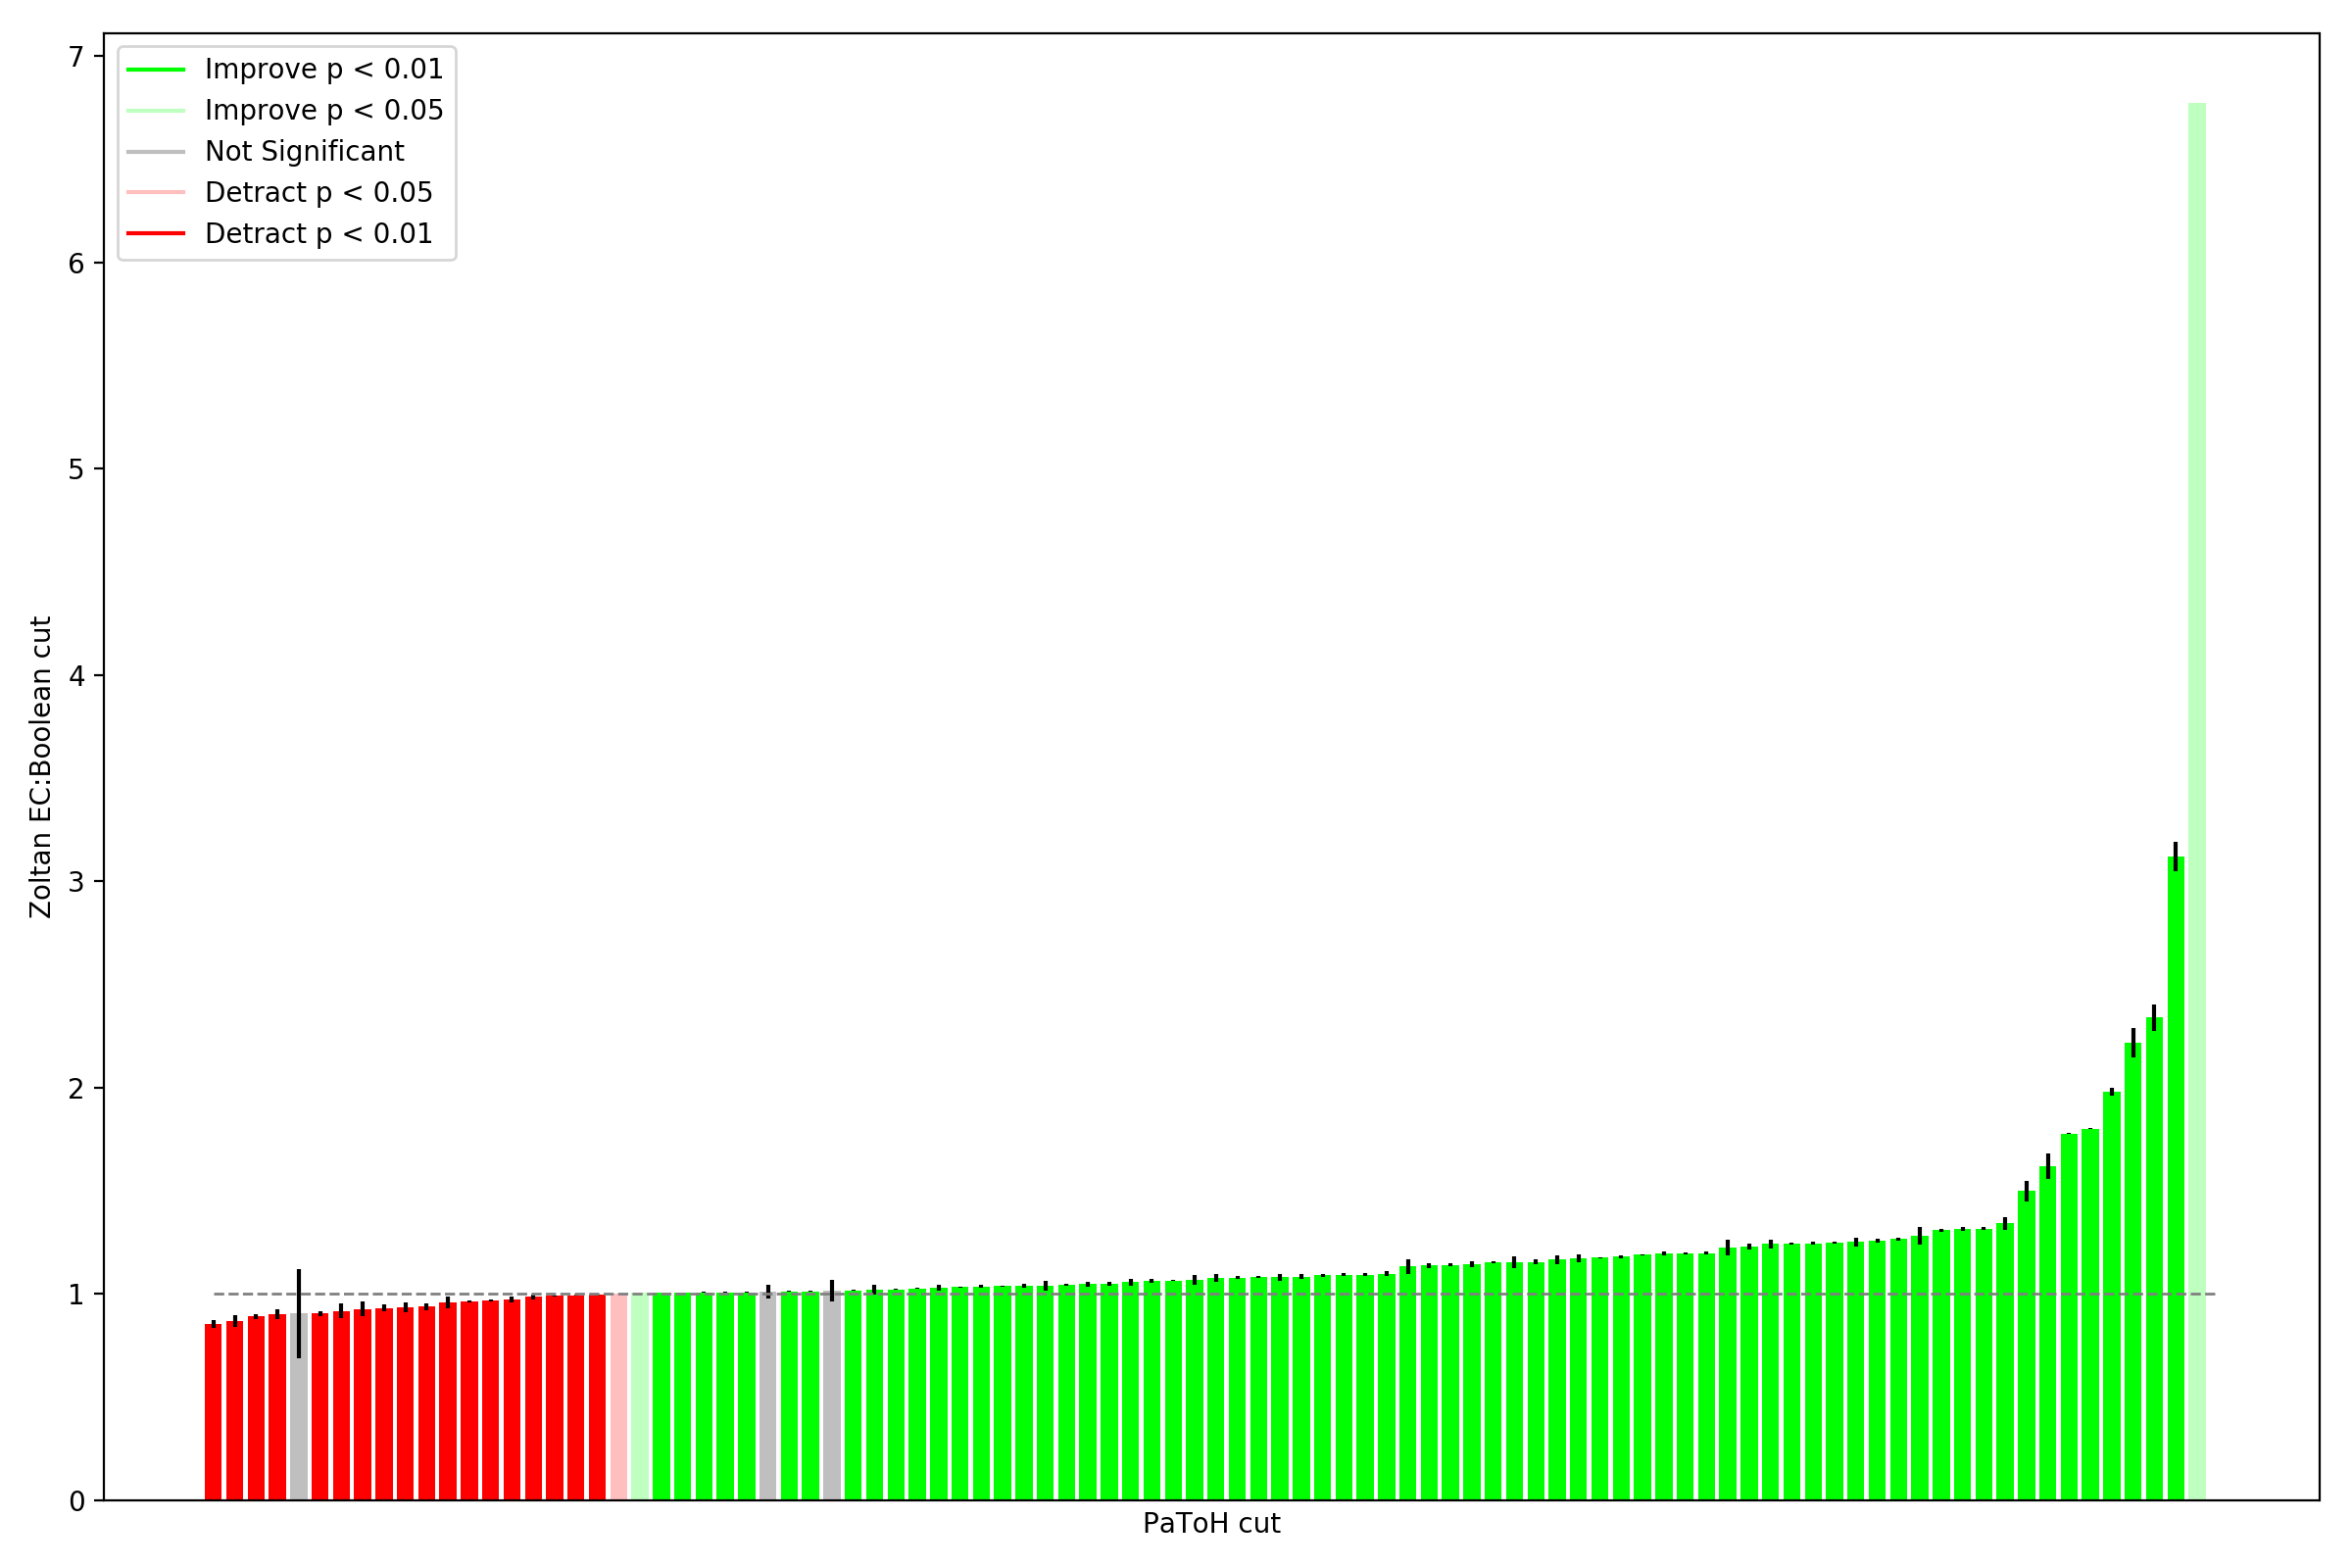 Improve p < 0.01
Improve p < 0.05
Not Significant
Detract p < 0.05
Detract p < 0.01
7
6
5
4
3
2
1
0
Zoltan EC:Boolean cut
PaToH cut